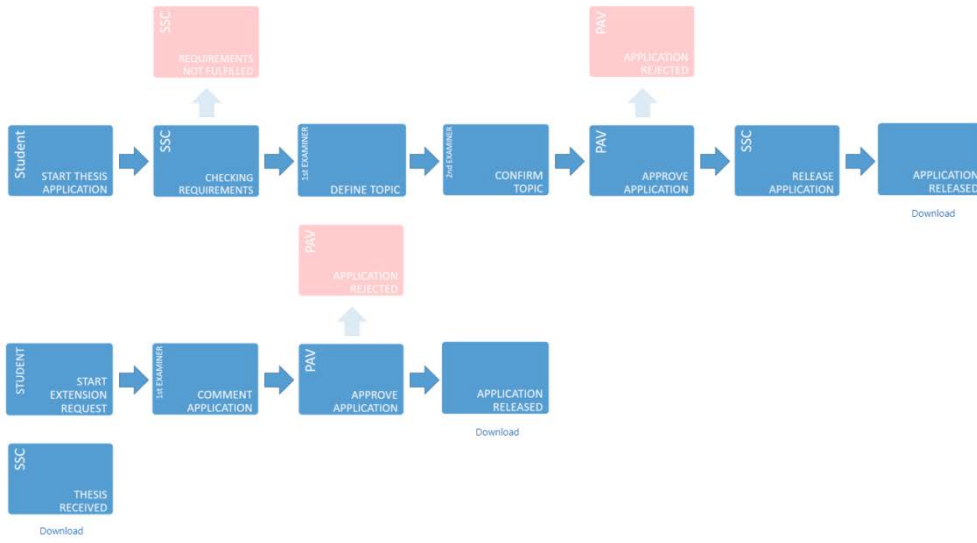 SSC
REQUIREMENTS
NOT FULFILLED
PAV
APPLICATION
REJECTED
Student
START THESIS
APPLICATION
SSC
CHECKING
REQUIREMENTS
1st EXAMINER
DEFINE TOPIC
2nd EXAMINER
CONFIRM
TOPIC
PAV
APPROVE
APPLICATION
SSC
RELEASE
APPLICATION
APPLICATION
RELEASED
Download
PAV
APPLICATION
REJECTED
STUDENT
START
EXTENSION
REQUEST
1st EXAMINER
COMMENT
APPLICATION
PAV
APPROVE
APPLICATION
APPLICATION
RELEASED
Download
SSC
THESIS
RECEIVED
Download